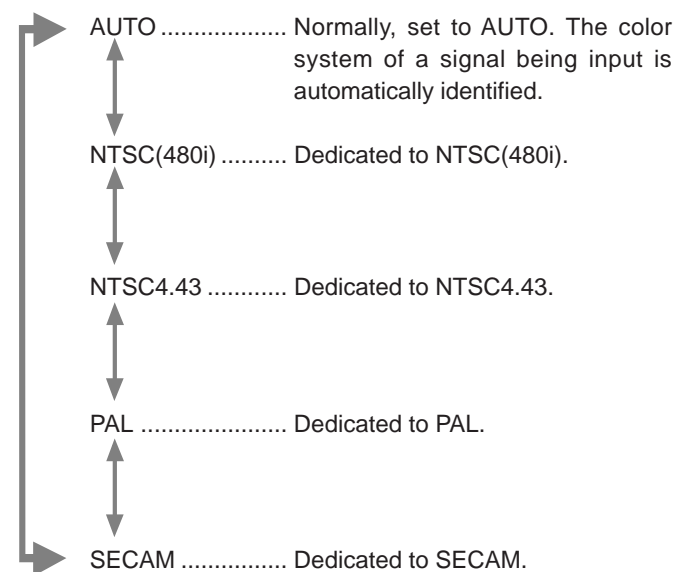 AUTO ................... Normally, set to AUTO. The color
system of a signal being input is
automatically identified.
NTSC(480i) .......... Dedicated to NTSC(480i).
NTSC4.43 ............ Dedicated to NTSC4.43.
PAL ...................... Dedicated to PAL.
SECAM ................ Dedicated to SECAM.